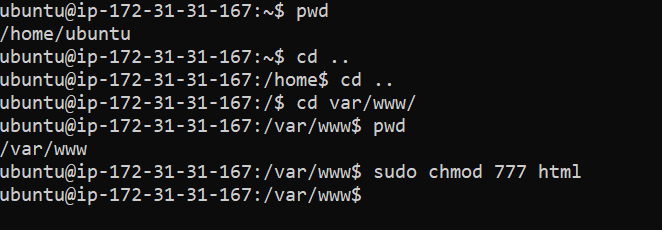 ubuntu@ip-172-31-31-167:~$ pwd
/home/ubuntu
ubuntu@ip-172-31-31-167:~$ cd ..
ubuntu@ip-172-31-31-167:/home$ cd ..
ubuntu@ip-172-31-31-167:/$ cd var/www/
ubuntu@ip-172-31-31-167:/var/www$ pwd
/var/www
ubuntu@ip-172-31-31-167:/var/www$ sudo chmod 777 html
ubuntu@ip-172-31-31-167:/var/www$